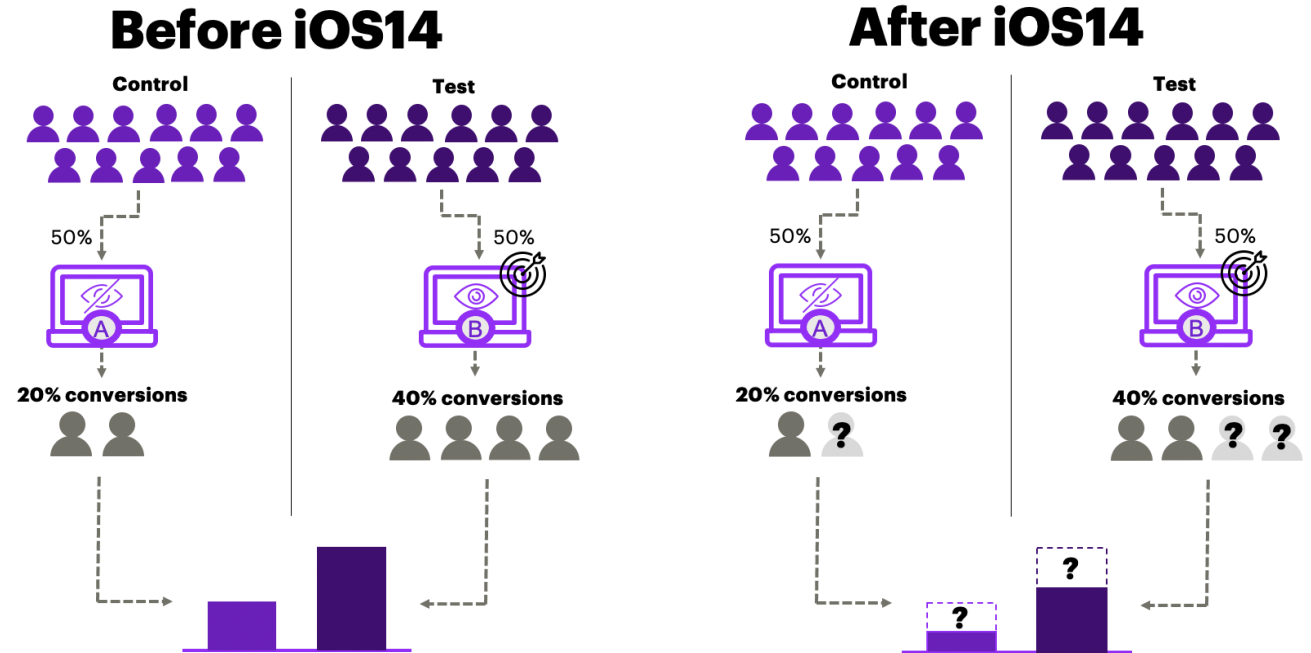 Before iOS14
Control
Test
50%
50%
A
B
20% conversions
40% conversions
After iOS14
Control
Test
50%
50%
A
B
20% conversions
40% conversions
?
? ?
?
?